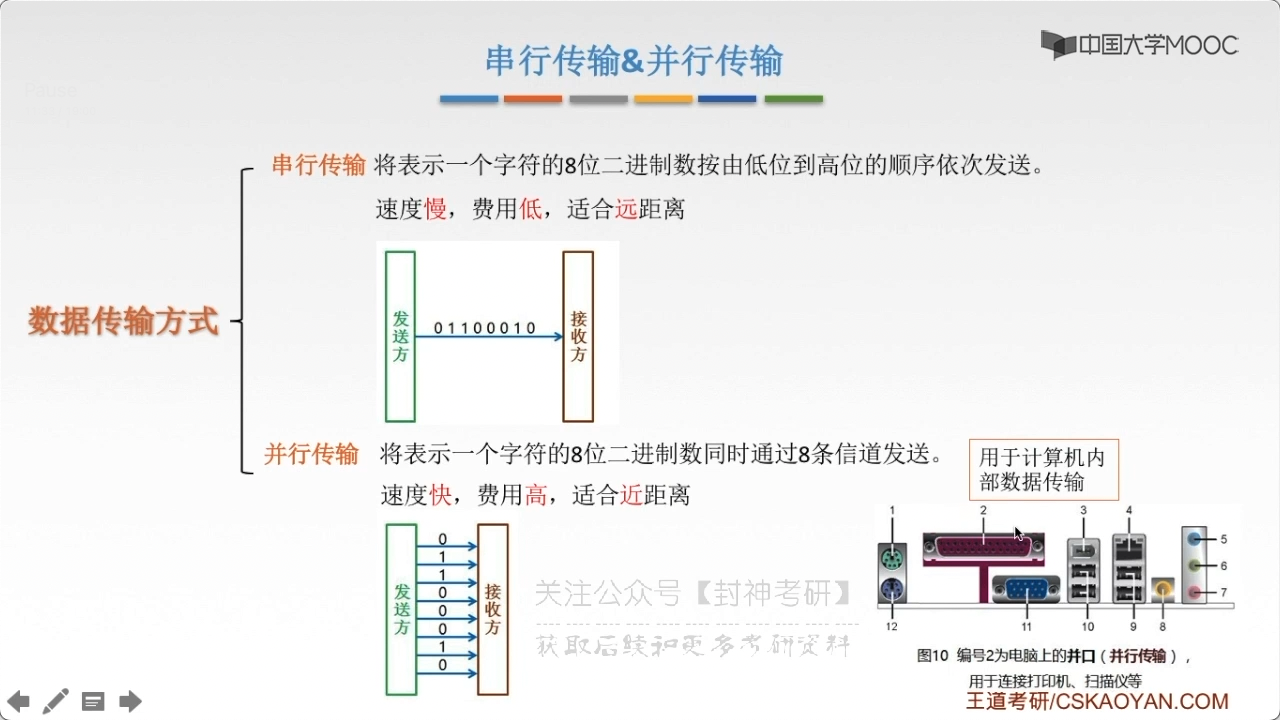 中国大学MOOC
串行传输&并行传输
串行传输 将表示一个字符的8位二进制数按由低位到高位的顺序依次发送。
速度慢，费用低，适合远距离
发送方
01100010
接收方
数据传输方式
并行传输 将表示一个字符的8位二进制数同时通过8条信道发送。
速度快，费用高，适合近距离
用于计算机内
部数据传输
发送方
0
1
1
0
0
0
1
0
接收方
1
2
3
4
5
6
7
8
9
10
11
12
关注公众号【封神考研】
获取后续和更多考研资料
图10 编号2为电脑上的并口（并行传输），
用于连接打印机、扫描仪等
王道考研/CSKAOYAN.COM